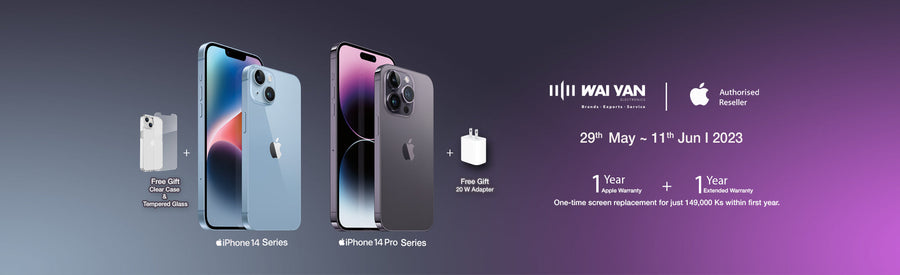 WAI YAN
ELECTRONICS
Brands . Experts . Service
Authorised
Reseller
29th May ~ 11th Jun | 2023
Free Gift
Clear Case
&
Tempered Glass
+
+
Free Gift
20 W Adapter
1 Year
Apple Warranty
+
1 Year
Extended Warranty
One-time screen replacement for just 149,000 Ks within first year.
iPhone 14 Series
iPhone 14 Pro Series